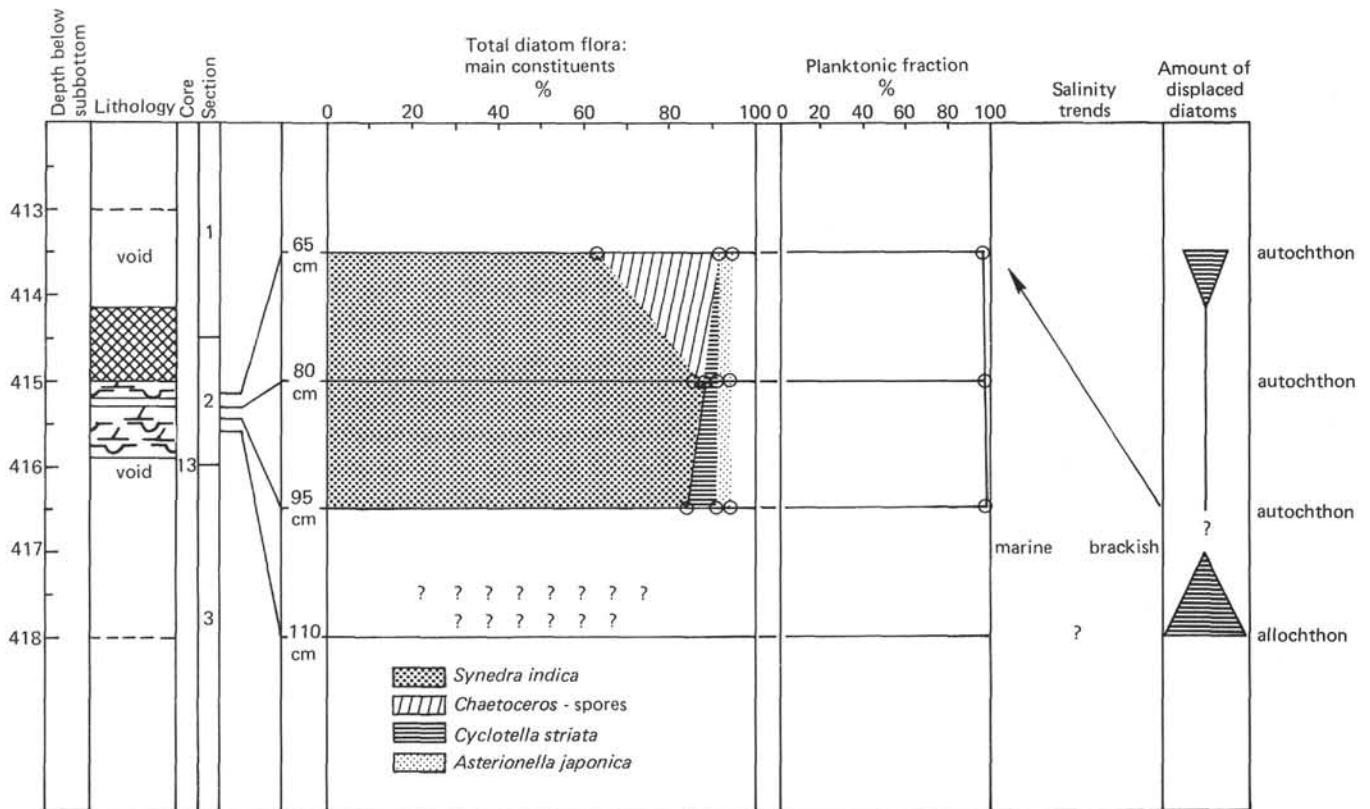 Depth below
subbottom
Lithology
Core
Section
Total diatom flora:
main constituents
%
0 20 40 60 80 100
Planktonic fraction
%
0 20 40 60 80 100
Salinity
trends
Amount of
displaced
diatoms
413
414
415
416
417
418
void
void
13
1
2
3
65
cm
80
cm
95
cm
110
cm
autochthon
autochthon
autochthon
?
marine brackish
? ? ? ? ? ? ? ?
? ? ? ? ? ?
?
allochthon
Synedra indica
Chaetoceros - spores
Cyclotella striata
Asterionella japonica